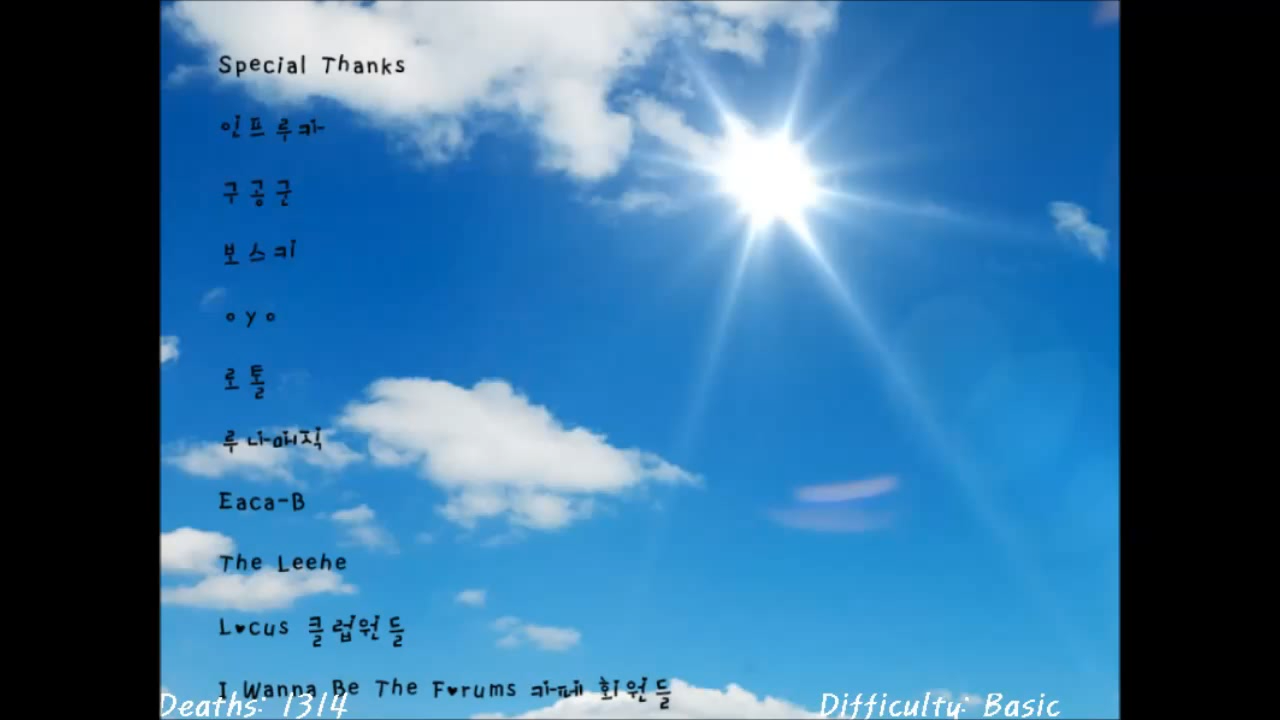 Special Thanks
인프루카
구공군
보스키
oyo
로톨
루나매직
Eaca-B
The Leehe
L♥cus 클럽원들
I Wanna Be The F♥rums 카페 회원들
Deaths: 1314
Difficulty: Basic